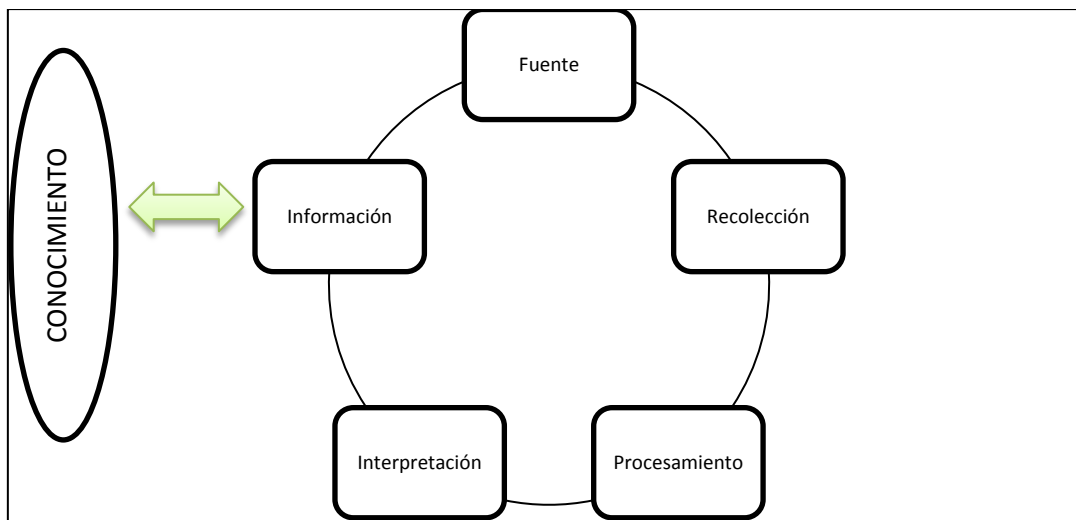 Fuente
CONOCIMIENTO
Información
Recolección
Interpretación
Procesamiento